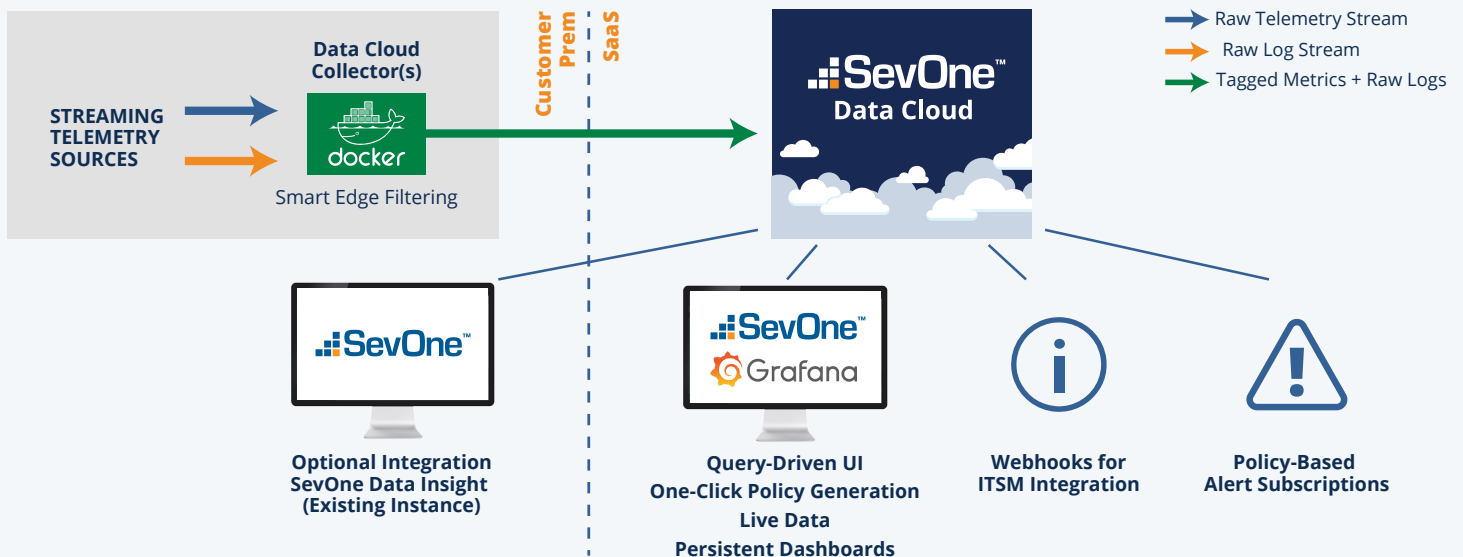 STREAMING
TELEMETRY
SOURCES
Data Cloud
Collector(s)
docker
Smart Edge Filtering
Customer
Prem
SaaS
SevOne™
Data Cloud
Raw Telemetry Stream
Raw Log Stream
Tagged Metrics + Raw Logs
SevOne™
Optional Integration
SevOne Data Insight
(Existing Instance)
SevOne™
Grafana
Query-Driven UI
One-Click Policy Generation
Live Data
Persistent Dashboards
i
Webhooks for
ITSM Integration
!
Policy-Based
Alert Subscriptions